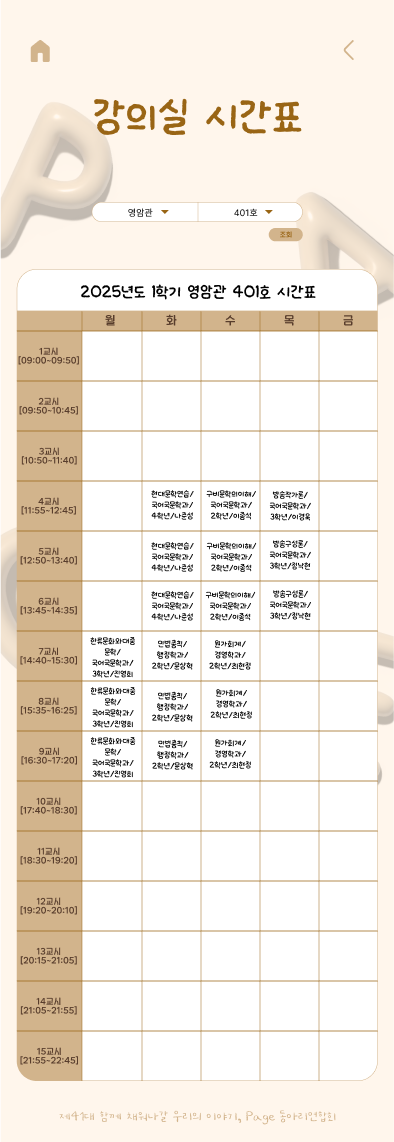 강의실 시간표
영암관 401호
조회
2025년도 1학기 영암관 401호 시간표
월 화 수 목 금
1교시
[09:00~09:50]
2교시
[09:50~10:45]
3교시
[10:50~11:40]
4교시
[11:55~12:45]
현대문학연습/
국어국문학과/
4학년/나준성
구비문학의이해/
국어국문학과/
2학년/이종석
방송작가론/
국어국문학과/
3학년/이경욱
5교시
[12:50~13:40]
현대문학연습/
국어국문학과/
4학년/나준성
구비문학의이해/
국어국문학과/
2학년/이종석
방송구성론/
국어국문학과/
3학년/장낙현
6교시
[13:45~14:35]
현대문학연습/
국어국문학과/
4학년/나준성
구비문학의이해/
국어국문학과/
2학년/이종석
방송구성론/
국어국문학과/
3학년/장낙현
7교시
[14:40~15:30]
한류문화와대중
문학/
국어국문학과/
3학년/진영희
민법총칙/
행정학과/
2학년/문상혁
원가회계/
경영학과/
2학년/최현정
8교시
[15:35~16:25]
한류문화와대중
문학/
국어국문학과/
3학년/진영희
민법총칙/
행정학과/
2학년/문상혁
원가회계/
경영학과/
2학년/최현정
9교시
[16:30~17:20]
한류문화와대중
문학/
국어국문학과/
3학년/진영희
민법총칙/
행정학과/
2학년/문상혁
원가회계/
경영학과/
2학년/최현정
10교시
[17:40~18:30]
11교시
[18:30~19:20]
12교시
[19:20~20:10]
13교시
[20:15~21:05]
14교시
[21:05~21:55]
15교시
[21:55~22:45]
제41대 함께 채워나갈 우리의 이야기, Page 동아리연합회